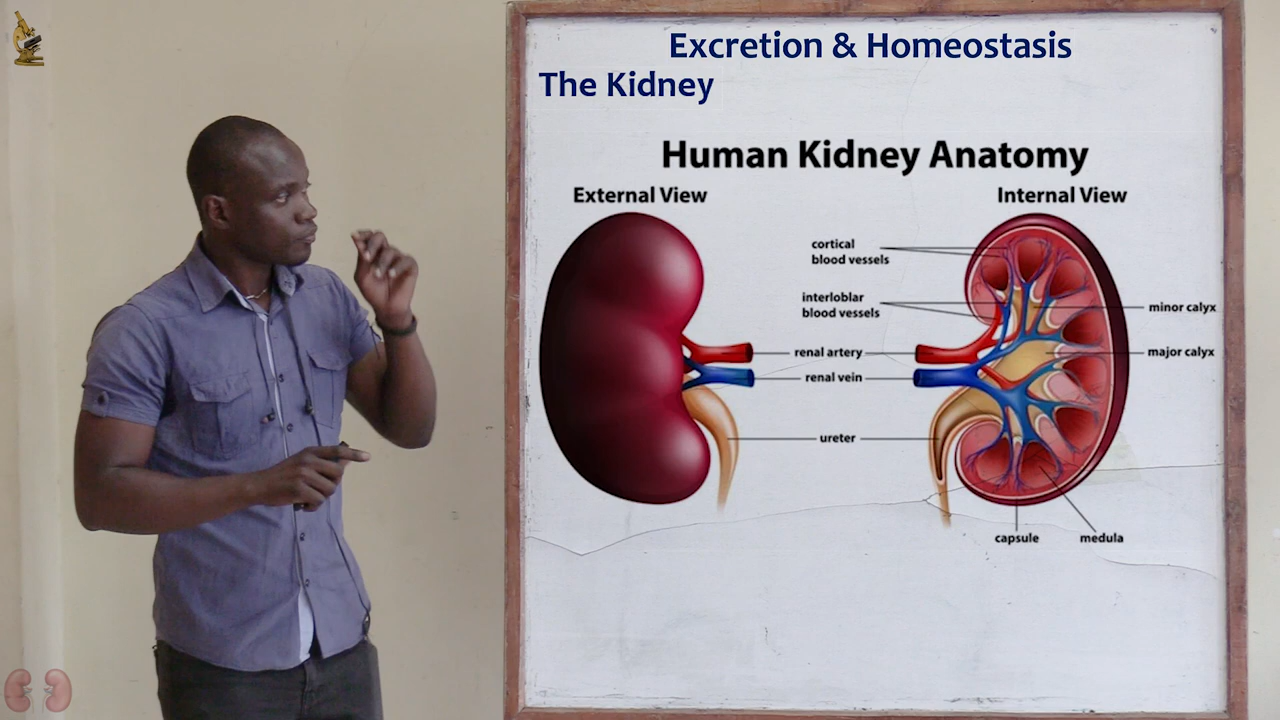 Excretion & Homeostasis
The Kidney
Human Kidney Anatomy
External View
Internal View
cortical
blood vessels
interloblar
blood vessels
minor calyx
renal artery
major calyx
renal vein
ureter
capsule
medula